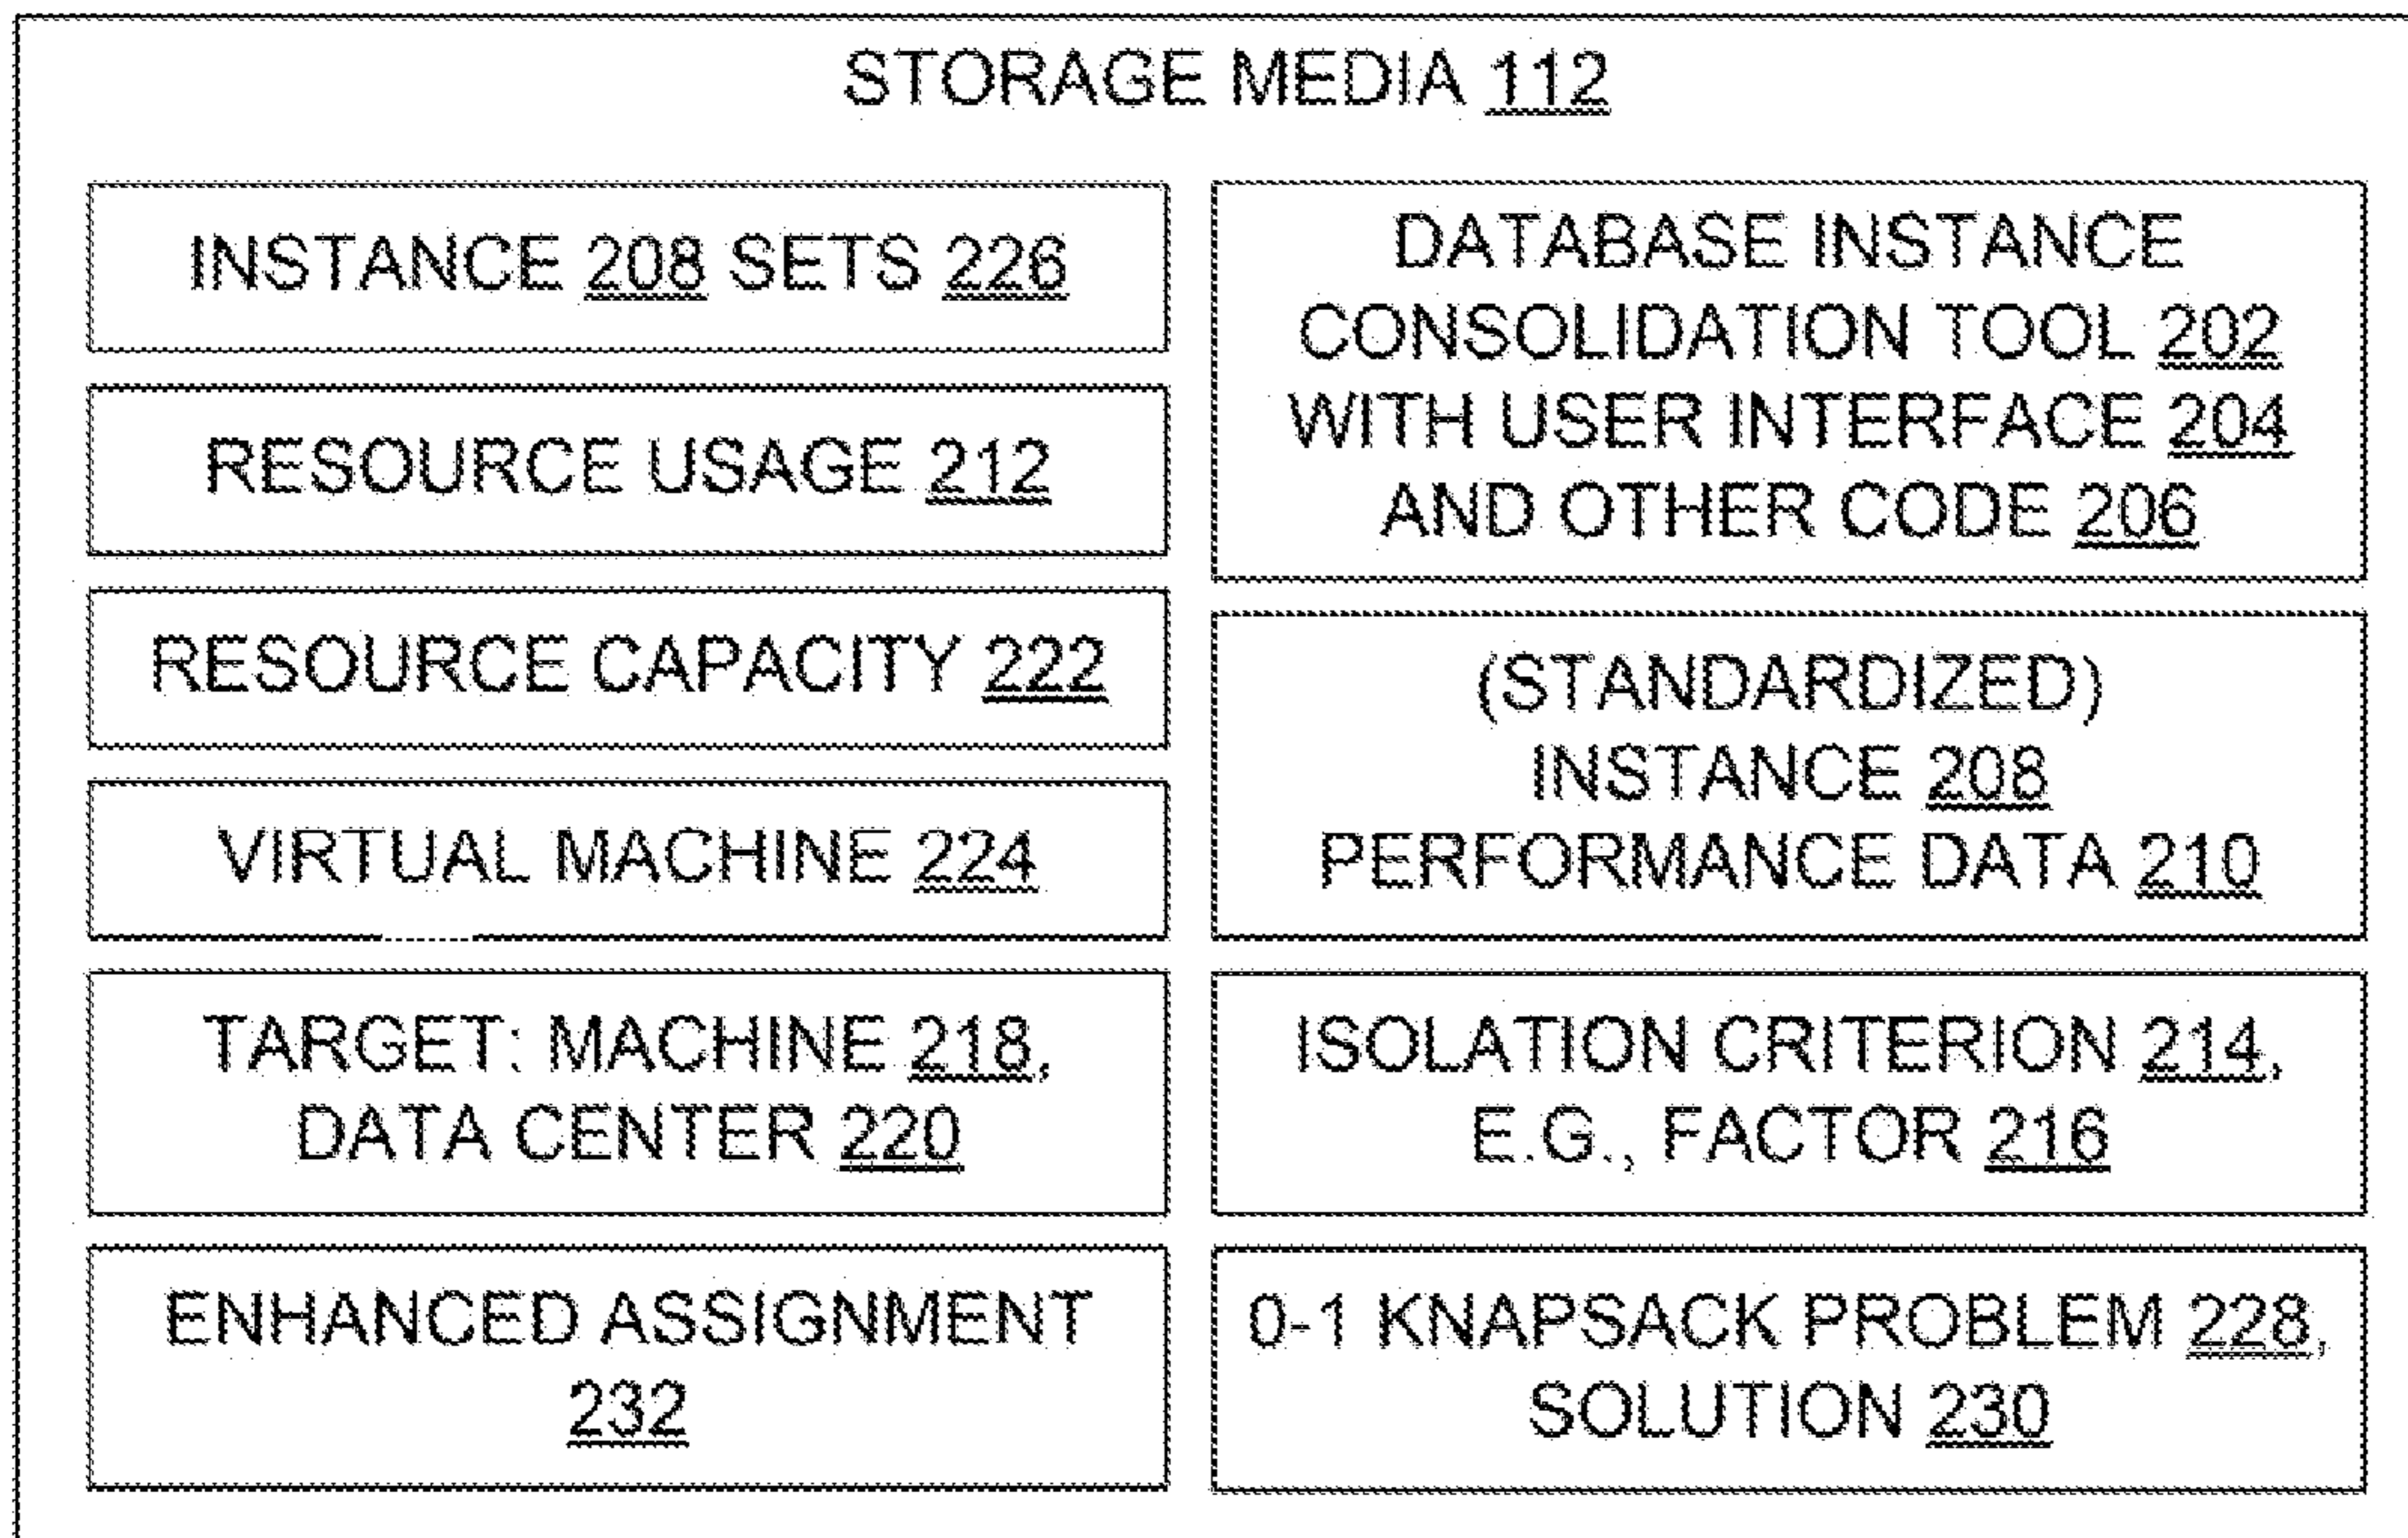 STORAGE MEDIA 112
INSTANCE 208 SETS 226
RESOURCE USAGE 212
RESOURCE CAPACITY 222
VIRTUAL MACHINE 224
TARGET: MACHINE 218,
DATA CENTER 220
ENHANCED ASSIGNMENT
232
DATABASE INSTANCE
CONSOLIDATION TOOL 202
WITH USER INTERFACE 204
AND OTHER CODE 206
(STANDARDIZED)
INSTANCE 208
PERFORMANCE DATA 210
ISOLATION CRITERION 214,
E.G., FACTOR 216
0-1 KNAPSACK PROBLEM 228,
SOLUTION 230